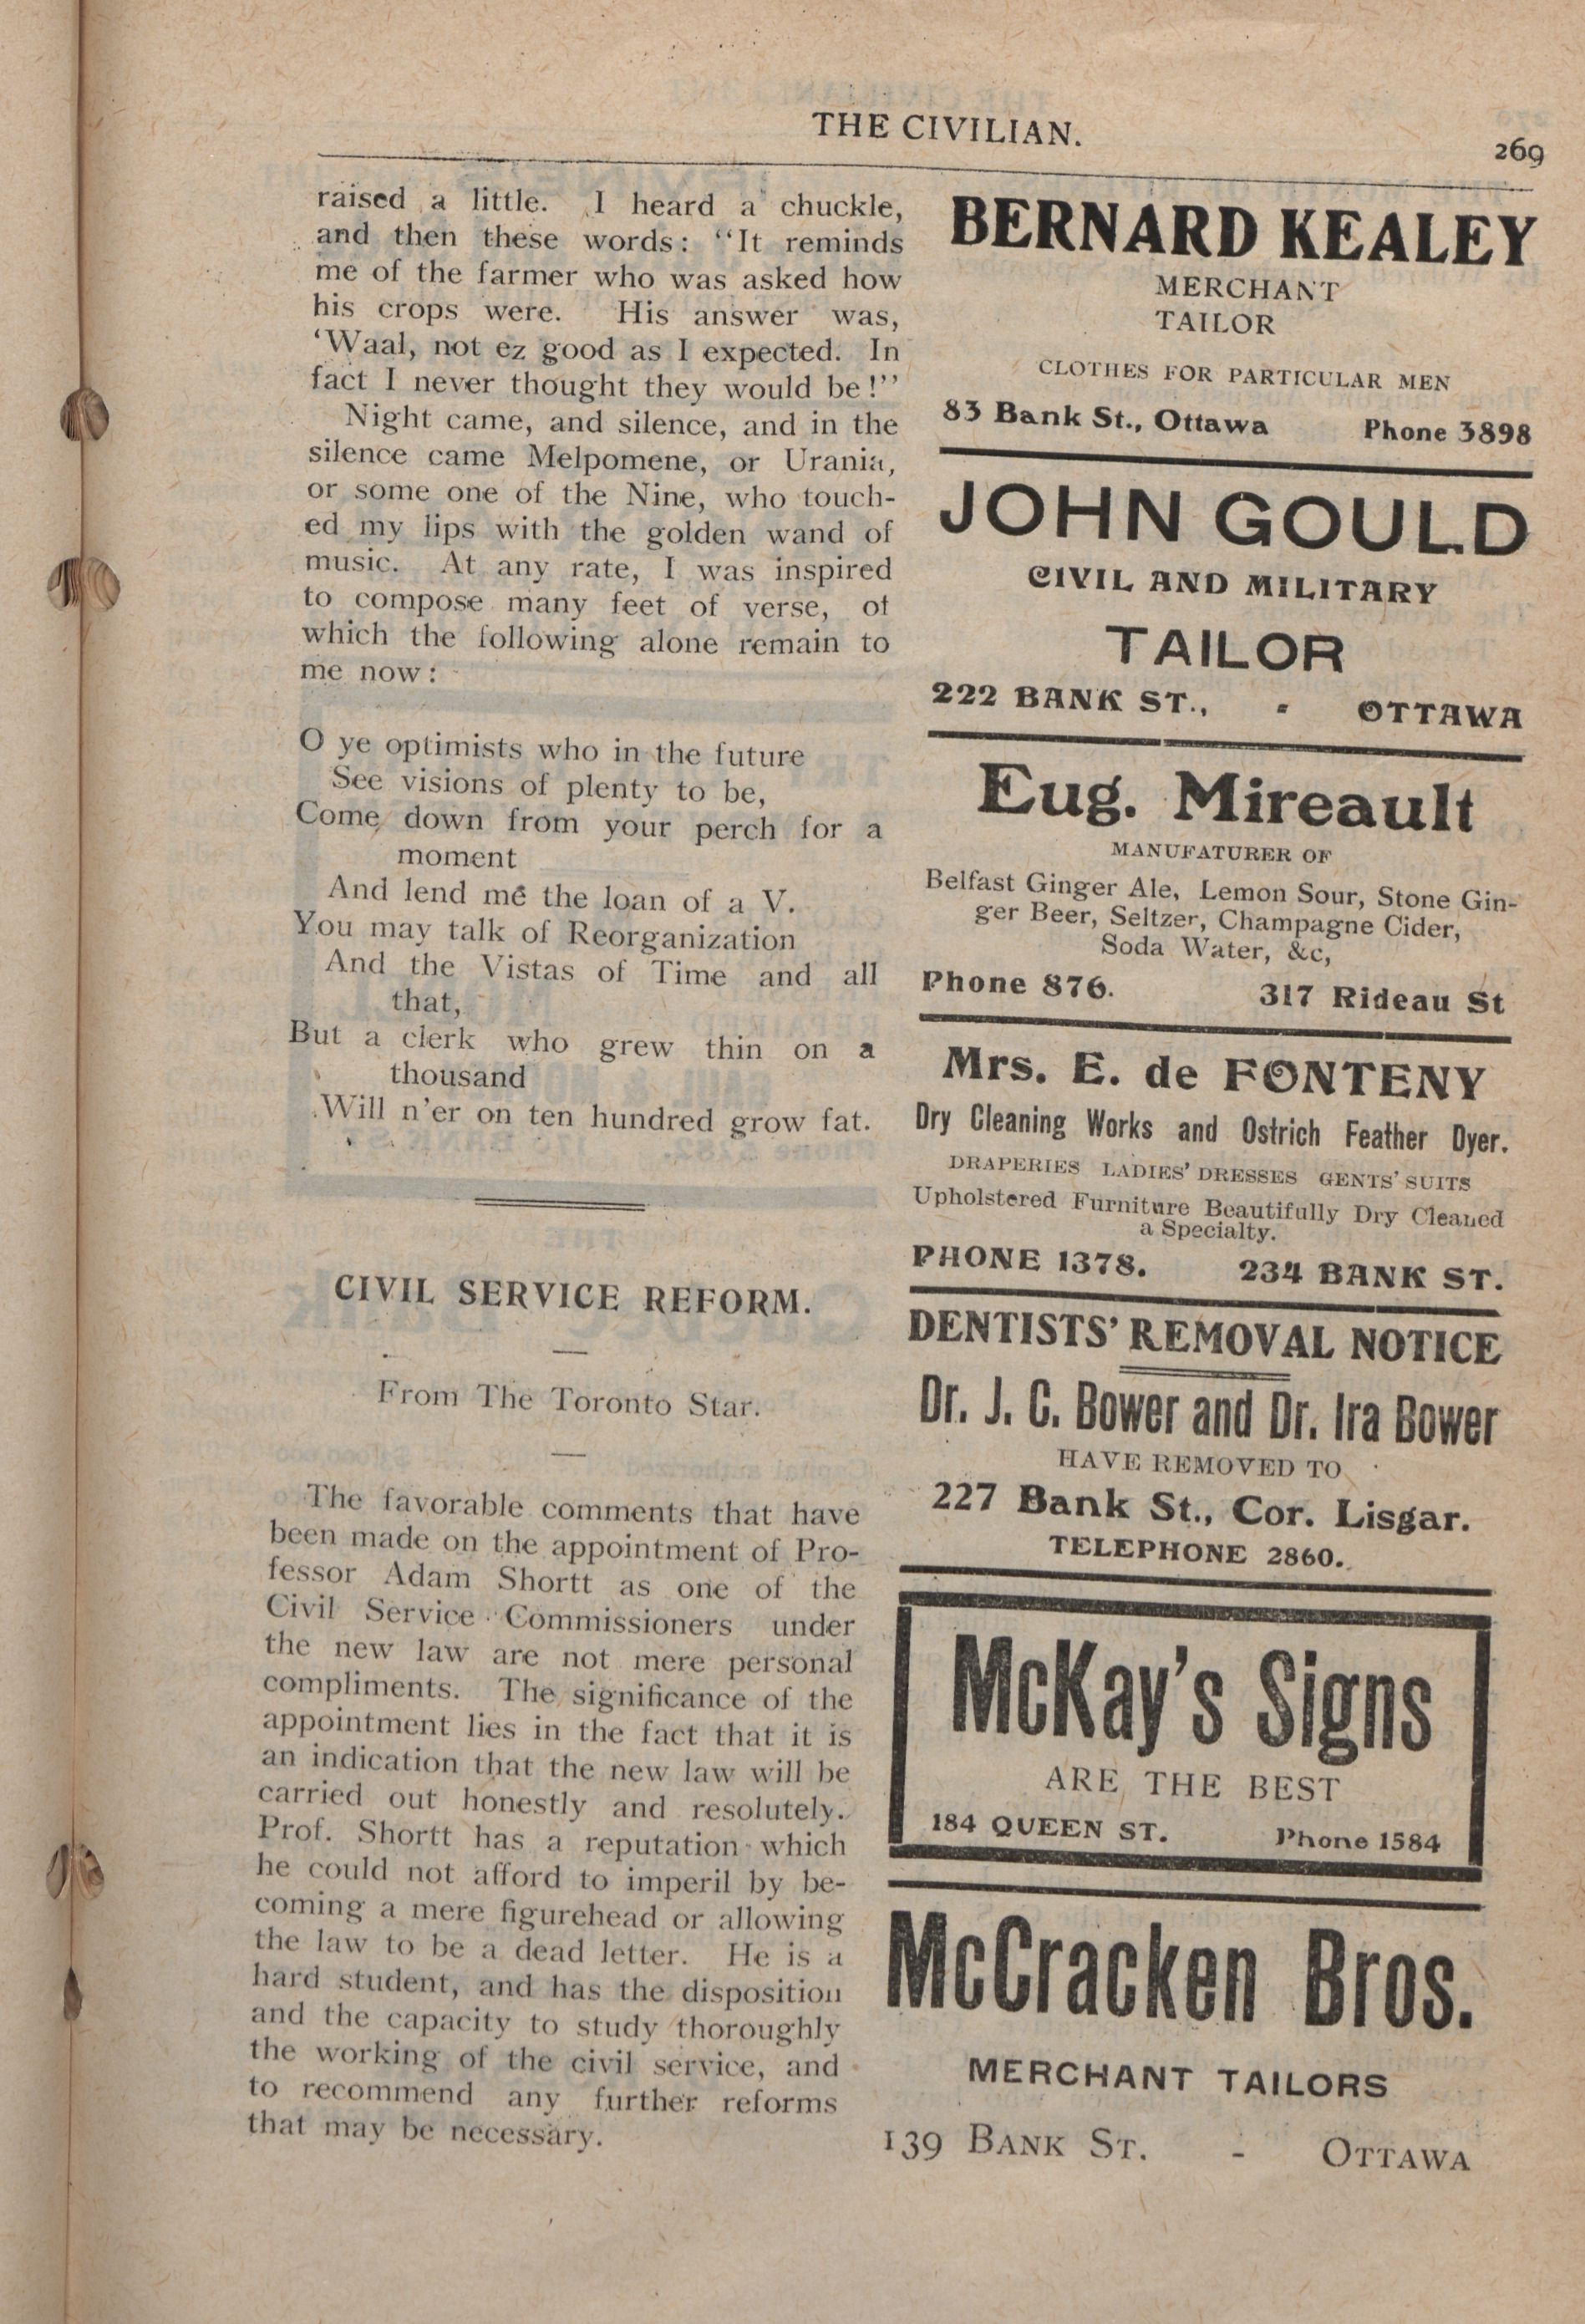 THE CIVILIAN.
269
raised a little. I heard a chuckle,
and then these words: "It reminds
me of the farmer who was asked how
his crops were. His answer was,
'Waal, not ez good as I expected. In
fact I never thought they would be!"
Night came, and silence, and in the
silence came Melpomene, or Urania,
or some one of the Nine, who touch-
ed my lips with the golden wand of
music. At any rate, I was inspired
to compose many feet of verse, of
which the following alone remain to
me now:
O ye optimists who in the future
See visions of plenty to be,
Come down from your perch for a
moment
And lend me the loan of a V.
You may talk of Reorganization
And the Vistas of Time and all
that,
But a clerk who grew thin on a
thousand
Will n'er on ten hundred grow fat.
CIVIL SERVICE REFORM.
From The Toronto Star.
The favorable comments that have
been made on the appointment of Pro-
fessor Adam Shortt as one of the
Civil Service Commissioners under
the new law are not mere personal
compliments. The significance of the
appointment lies in the fact that it is
an indication that the new law will be
carried out honestly and resolutely.
Prof. Shortt has a reputation which
he could not afford to imperil by be-
coming a mere figurehead or allowing
the law to be a dead letter. He is a
hard student, and has the disposition
and the capacity to study thoroughly
the working of the civil service, and
to recommend any further reforms
that may be necessary.
BERNARD KEALEY
MERCHANT
TAILOR
CLOTHES FOR PARTICULAR MEN
83 Bank St., Ottawa Phone 3898
JOHN GOULD
CIVIL AND MILITARY
TAILOR
222 BANK ST., - OTTAWA
Eug. Mireault
MANUFATURER OF
Belfast Ginger Ale, Lemon Sour, Stone Gin-
ger Beer, Seltzer, Champagne Cider,
Soda Water, &c,
Phone 876. 317 Rideau St
Mrs. E. de FONTENY
Dry Cleaning Works and Ostrich Feather Dyer.
DRAPERIES LADIES' DRESSES GENTS' SUITS
Upholstered Furniture Beautifully Dry Cleaned
a Specialty.
PHONE 1378. 234 BANK ST.
DENTISTS' REMOVAL NOTICE
Dr. J. C. Bower and Dr. Ira Bower
HAVE REMOVED TO
227 Bank St., Cor. Lisgar.
TELEPHONE 2860.
McKay's Signs
ARE THE BEST
184 QUEEN ST. Phone 1584
McCracken Bros.
MERCHANT TAILORS
139 BANK ST. - OTTAWA